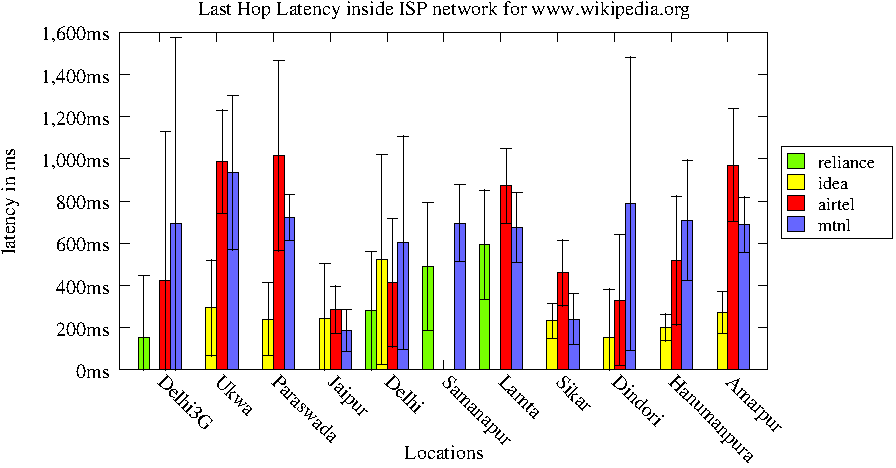 Last Hop Latency inside ISP network for www.wikipedia.org
1,600ms
1,400ms
1,200ms
1,000ms
800ms
600ms
400ms
200ms
0ms
latency in ms
Delhi3G
Ukwa
Paraswada
Jaipur
Delhi
Samanapur
Lamta
Sikar
Dindori
Hanumanpura
Amarpur
Locations
reliance
idea
airtel
mtnl